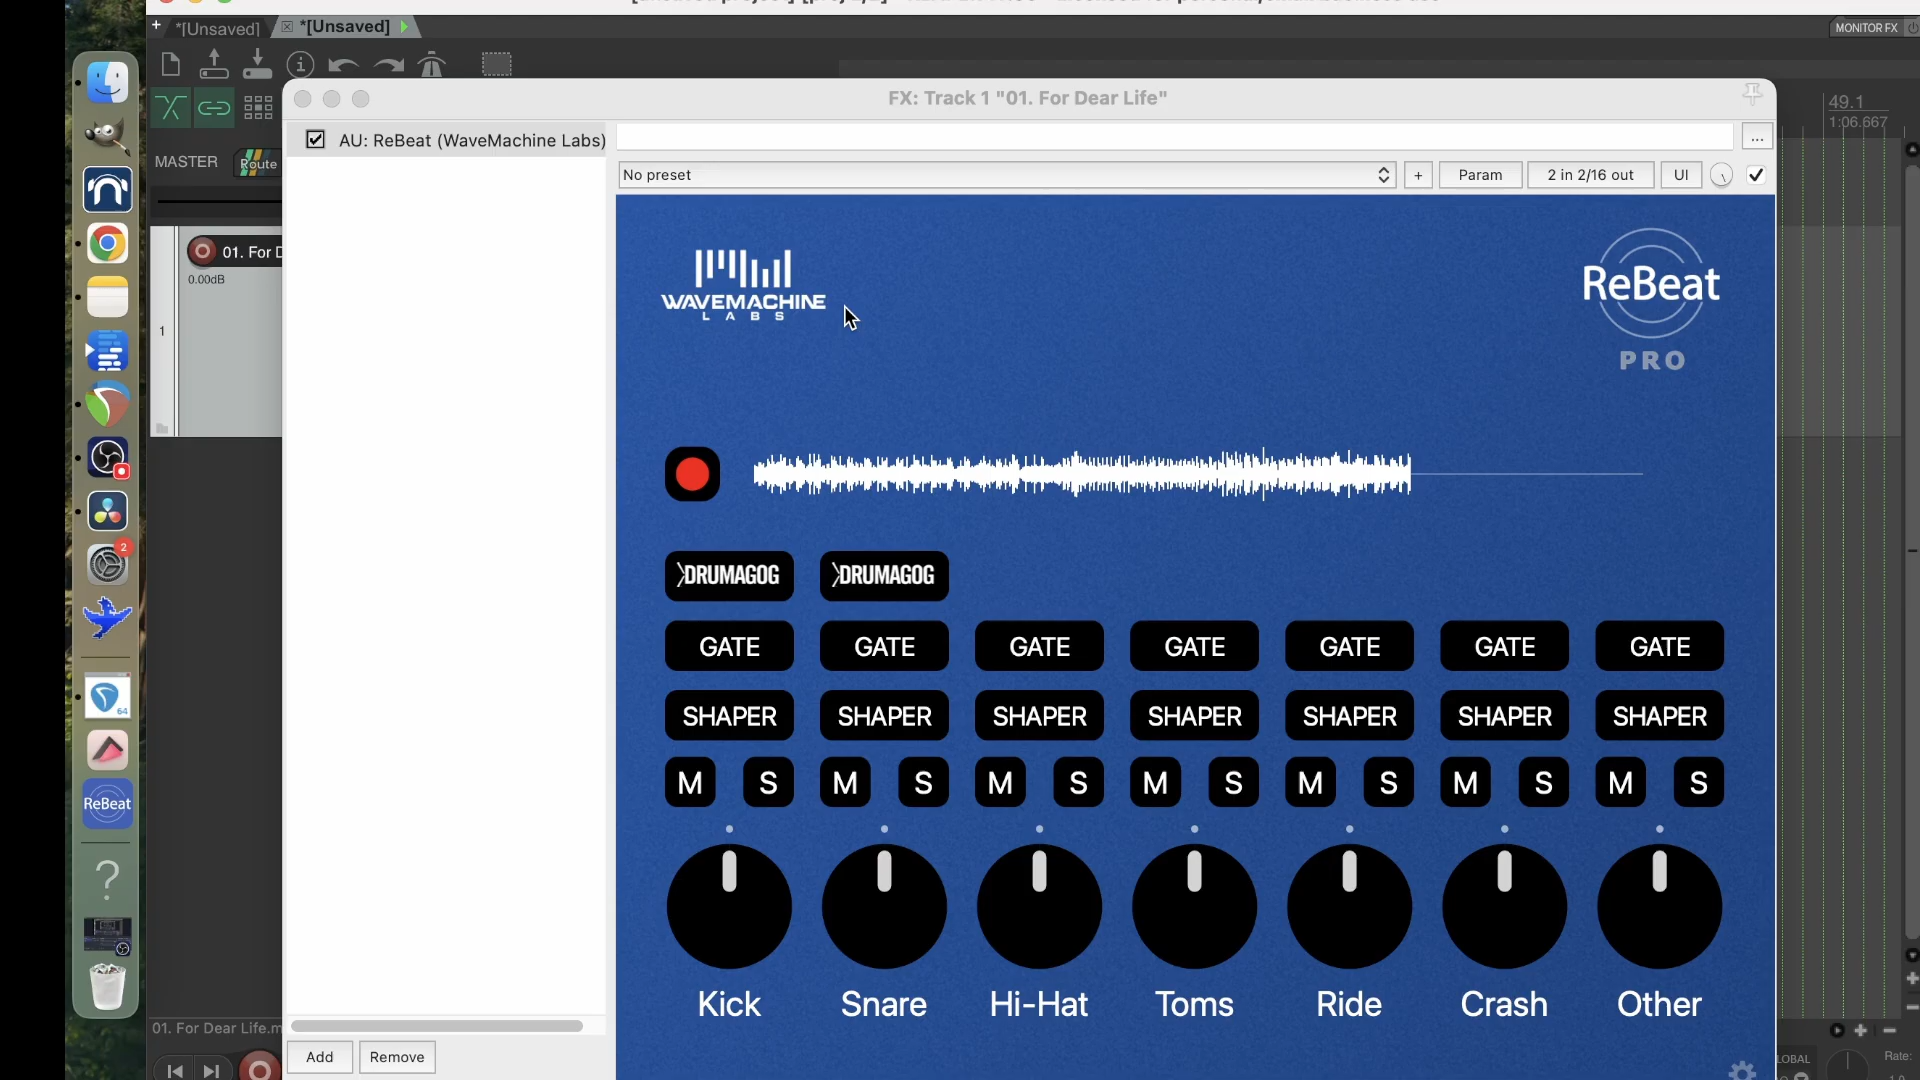 + *[Unsaved] *[Unsaved]
MONITOR FX
FX: Track 1 "01. For Dear Life"
49.1
1:06.667
AU: ReBeat (WaveMachine Labs)
...
MASTER
Route
No preset
+
Param
2 in 2/16 out
UI
01. For D
0.00dB
1
WAVEMACHINE
LABS
ReBeat
PRO
2
DRUMAGOG DRUMAGOG
GATE GATE GATE GATE GATE GATE GATE
SHAPER SHAPER SHAPER SHAPER SHAPER SHAPER SHAPER
M S M S M S M S M S M S M S
64
ReBeat
Kick Snare Hi-Hat Toms Ride Crash Other
01. For Dear Life.m
Add
Remove
LOBAL
Rate: